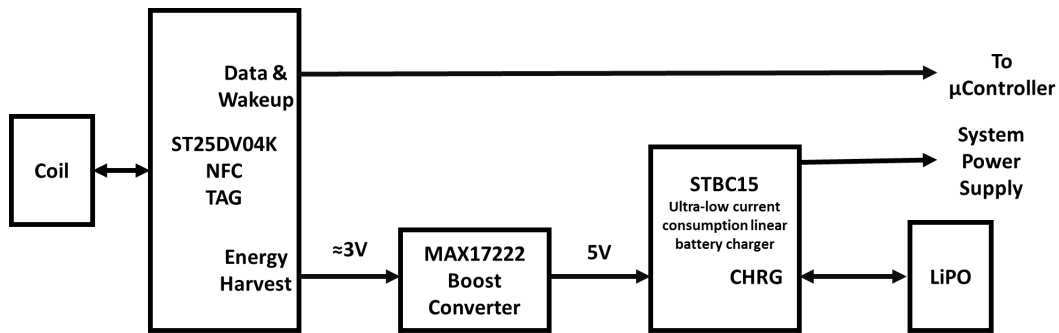 Coil
Data &
Wakeup
ST25DV04K
NFC
TAG
Energy
Harvest
≈3V
MAX17222
Boost
Converter
5V
STBC15
Ultra-low current
consumption linear
battery charger
CHRG
To
µController
System
Power
Supply
LiPO